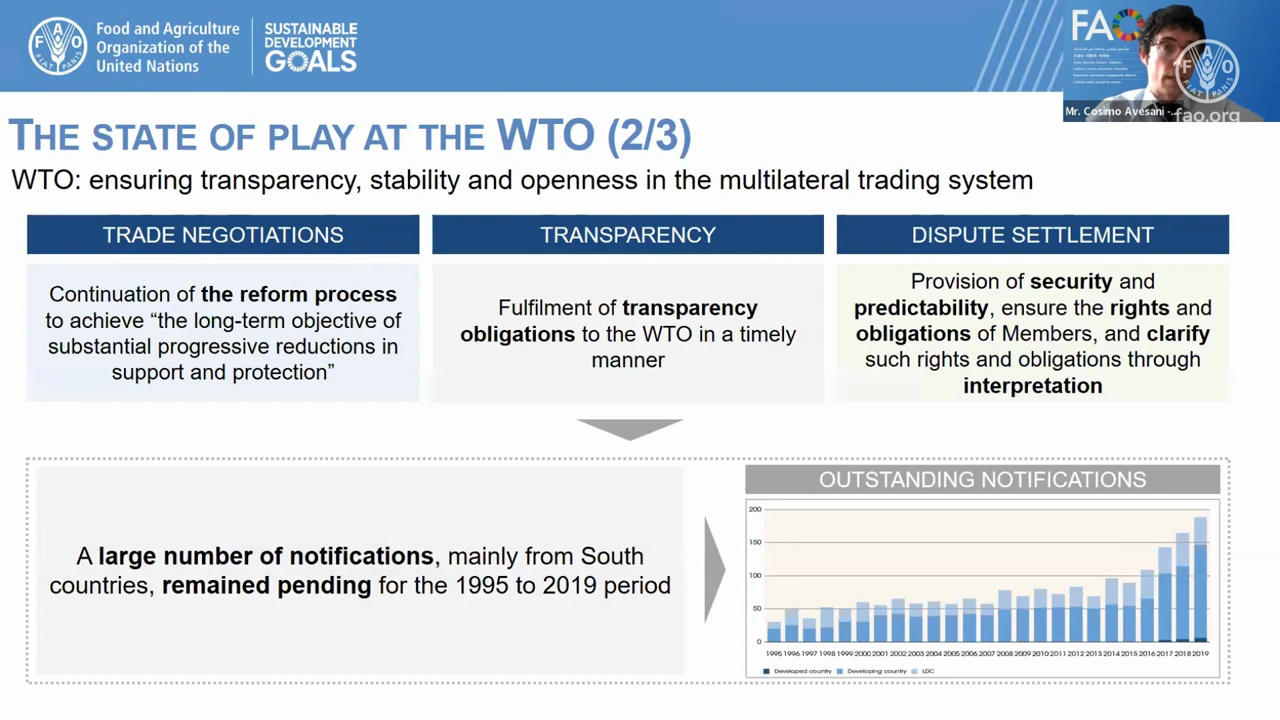 Food and Agriculture
Organization of the
United Nations
SUSTAINABLE
DEVELOPMENT
GOALS
F A O
FIAT PANIS
FAO
F A O
FIAT PANIS
Mr. Cosimo Avesani -...
fao.org
THE STATE OF PLAY AT THE WTO (2/3)
WTO: ensuring transparency, stability and openness in the multilateral trading system
TRADE NEGOTIATIONS
Continuation of the reform process
to achieve “the long-term objective of
substantial progressive reductions in
support and protection”
TRANSPARENCY
Fulfilment of transparency
obligations to the WTO in a timely
manner
DISPUTE SETTLEMENT
Provision of security and
predictability, ensure the rights and
obligations of Members, and clarify
such rights and obligations through
interpretation
A large number of notifications, mainly from South
countries, remained pending for the 1995 to 2019 period
OUTSTANDING NOTIFICATIONS
200
150
100
50
0
1995 1996 1997 1998 1999 2000 2001 2002 2003 2004 2005 2006 2007 2008 2009 2010 2011 2012 2013 2014 2015 2016 2017 2018 2019
Developed country Developing country LDC